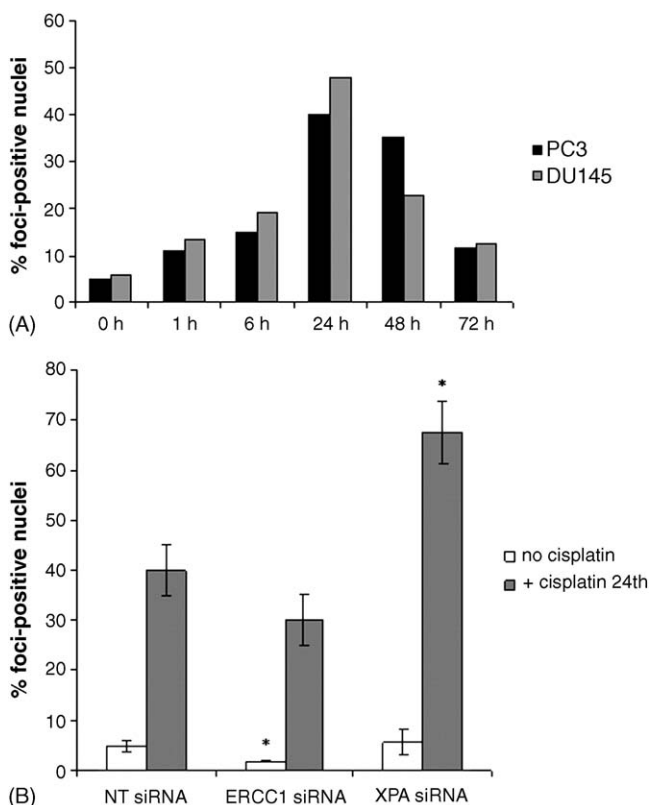 60
50
40
30
20
10
0
% foci-positive nuclei
PC3
DU145
0 h 1 h 6 h 24 h 48 h 72 h
(A)
80
70
60
50
40
30
20
10
0
% foci-positive nuclei
*
*
no cisplatin
+ cisplatin 24th
NT siRNA ERCC1 siRNA XPA siRNA
(B)